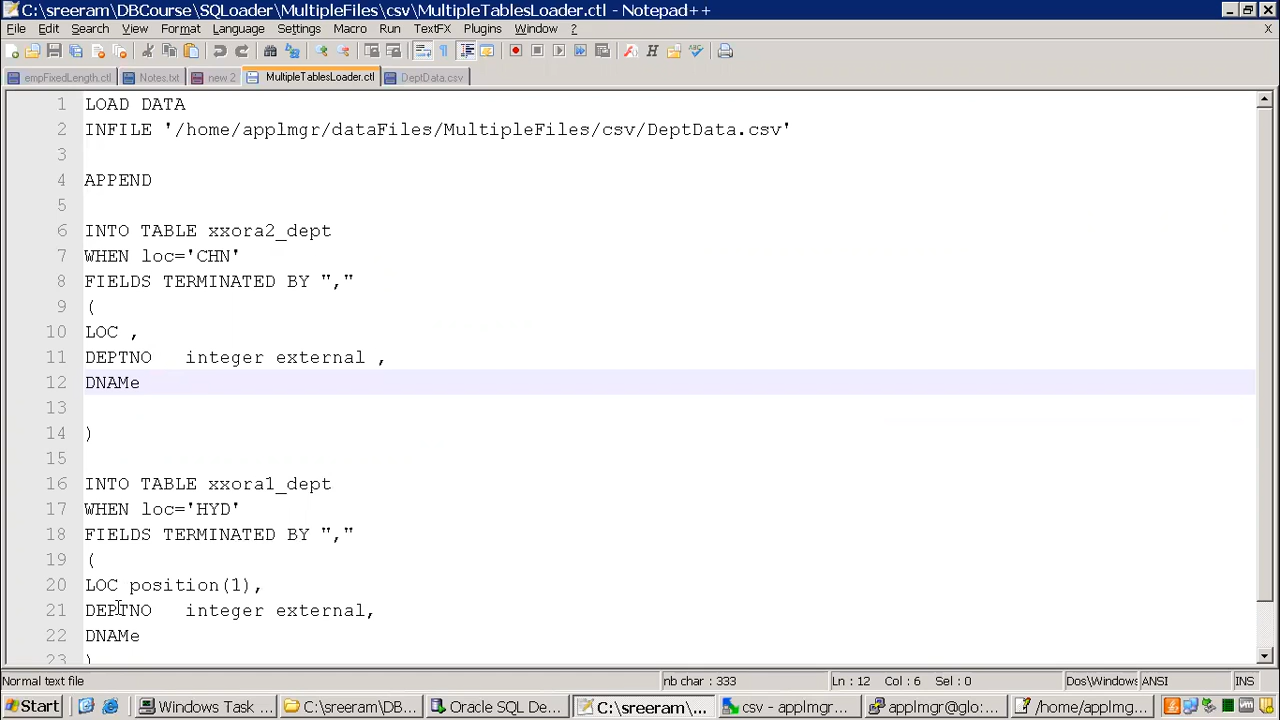 C:\sreeram\DBCourse\SQLoader\MultipleFiles\csv\MultipleTablesLoader.ctl - Notepad++
File Edit Search View Format Language Settings Macro Run TextFX Plugins Window ?
empFixedLength.ctl Notes.txt new 2 MultipleTablesLoader.ctl DeptData.csv
1 LOAD DATA
2 INFILE '/home/applmgr/dataFiles/MultipleFiles/csv/DeptData.csv'
3
4 APPEND
5
6 INTO TABLE xxora2_dept
7 WHEN loc='CHN'
8 FIELDS TERMINATED BY ","
9 (
10 LOC ,
11 DEPTNO   integer external ,
12 DNAMe
13
14 )
15
16 INTO TABLE xxora1_dept
17 WHEN loc='HYD'
18 FIELDS TERMINATED BY ","
19 (
20 LOC position(1),
21 DEPTNO   integer external,
22 DNAMe
23 )
Normal text file nb char : 333 Ln : 12 Col : 6 Sel : 0 Dos\Windows ANSI INS
Start Windows Task ... C:\sreeram\DB... Oracle SQL De... C:\sreeram\... csv - applmgr... applmgr@glo... /home/applmg...